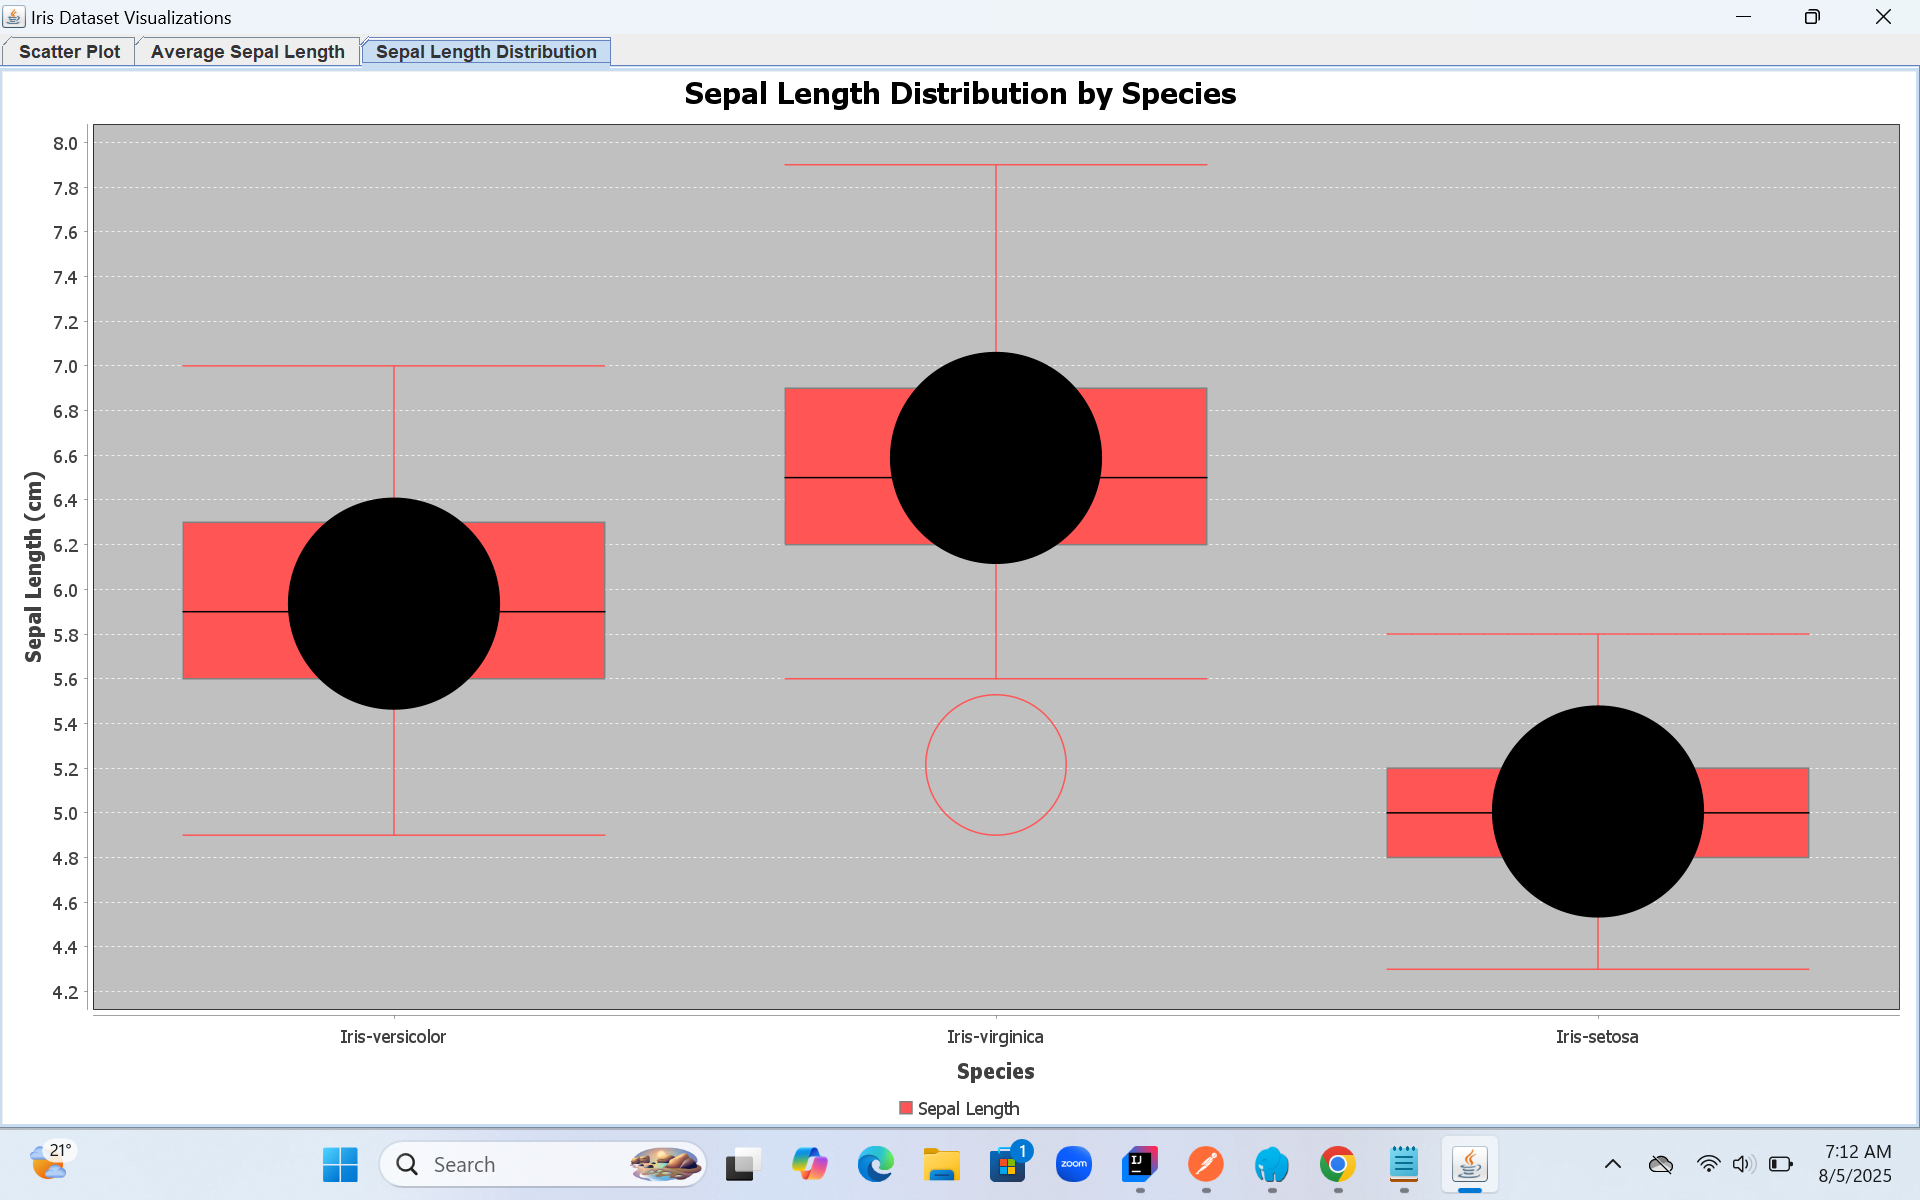 Iris Dataset Visualizations
Scatter Plot
Average Sepal Length
Sepal Length Distribution
Sepal Length Distribution by Species
8.0
7.8
7.6
7.4
7.2
7.0
6.8
6.6
6.4
6.2
6.0
5.8
5.6
5.4
5.2
5.0
4.8
4.6
4.4
4.2
Sepal Length (cm)
Iris-versicolor
Iris-virginica
Iris-setosa
Species
Sepal Length
21°
Search
1
zoom
IJ
7:12 AM
8/5/2025